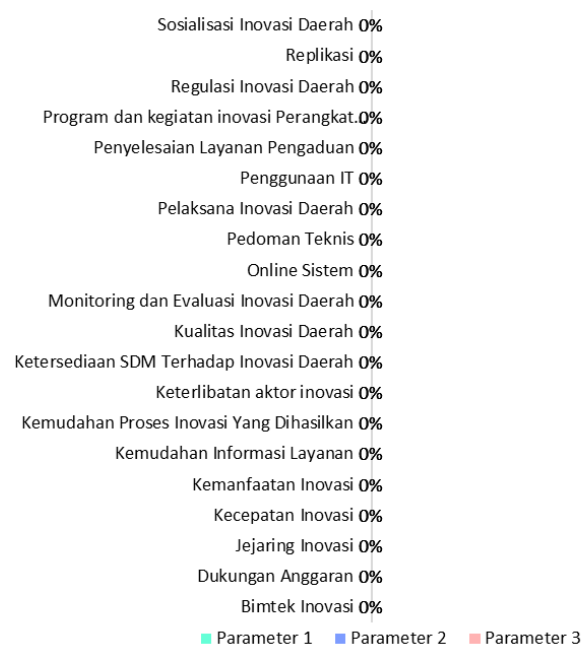 Sosialisasi Inovasi Daerah 0%
Replikasi 0%
Regulasi Inovasi Daerah 0%
Program dan kegiatan inovasi Perangkat... 0%
Penyelesaian Layanan Pengaduan 0%
Penggunaan IT 0%
Pelaksana Inovasi Daerah 0%
Pedoman Teknis 0%
Online Sistem 0%
Monitoring dan Evaluasi Inovasi Daerah 0%
Kualitas Inovasi Daerah 0%
Ketersediaan SDM Terhadap Inovasi Daerah 0%
Keterlibatan aktor inovasi 0%
Kemudahan Proses Inovasi Yang Dihasilkan 0%
Kemudahan Informasi Layanan 0%
Kemanfaatan Inovasi 0%
Kecepatan Inovasi 0%
Jejaring Inovasi 0%
Dukungan Anggaran 0%
Bimtek Inovasi 0%
Parameter 1 Parameter 2 Parameter 3